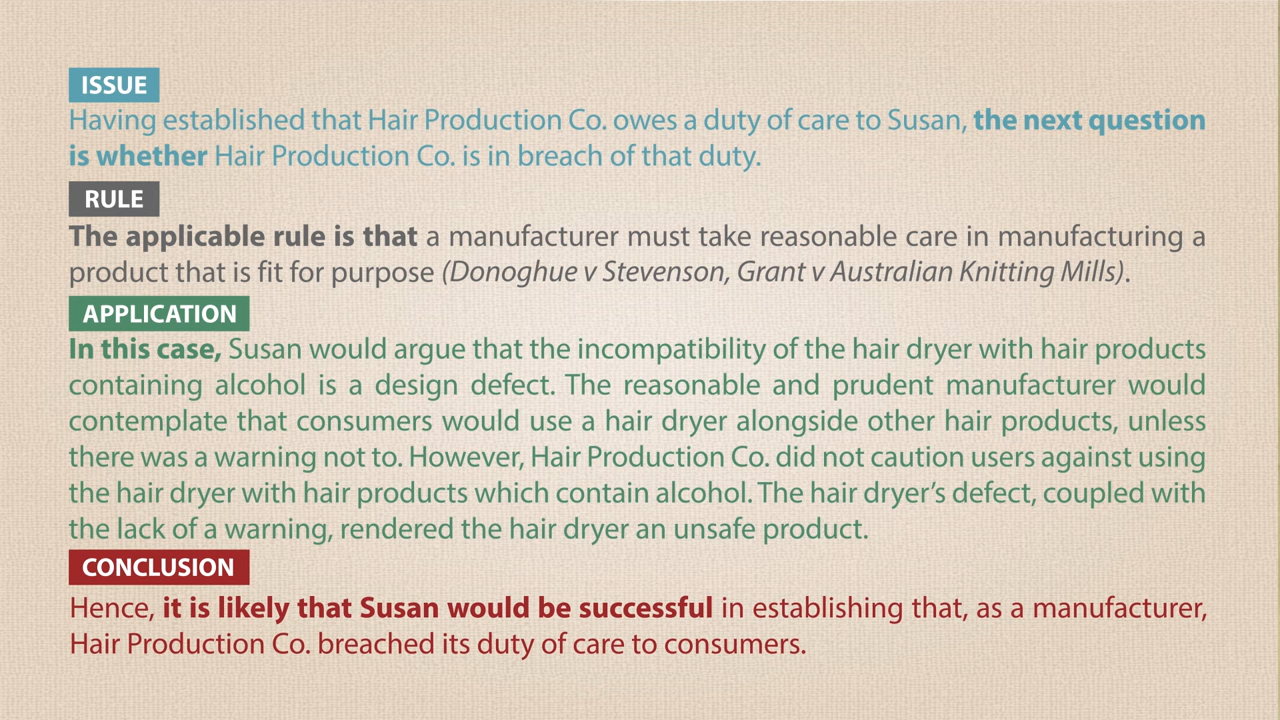 ISSUE
Having established that Hair Production Co. owes a duty of care to Susan, the next question
is whether Hair Production Co. is in breach of that duty.
RULE
The applicable rule is that a manufacturer must take reasonable care in manufacturing a
product that is fit for purpose (Donoghue v Stevenson, Grant v Australian Knitting Mills).
APPLICATION
In this case, Susan would argue that the incompatibility of the hair dryer with hair products
containing alcohol is a design defect. The reasonable and prudent manufacturer would
contemplate that consumers would use a hair dryer alongside other hair products, unless
there was a warning not to. However, Hair Production Co. did not caution users against using
the hair dryer with hair products which contain alcohol. The hair dryer’s defect, coupled with
the lack of a warning, rendered the hair dryer an unsafe product.
CONCLUSION
Hence, it is likely that Susan would be successful in establishing that, as a manufacturer,
Hair Production Co. breached its duty of care to consumers.